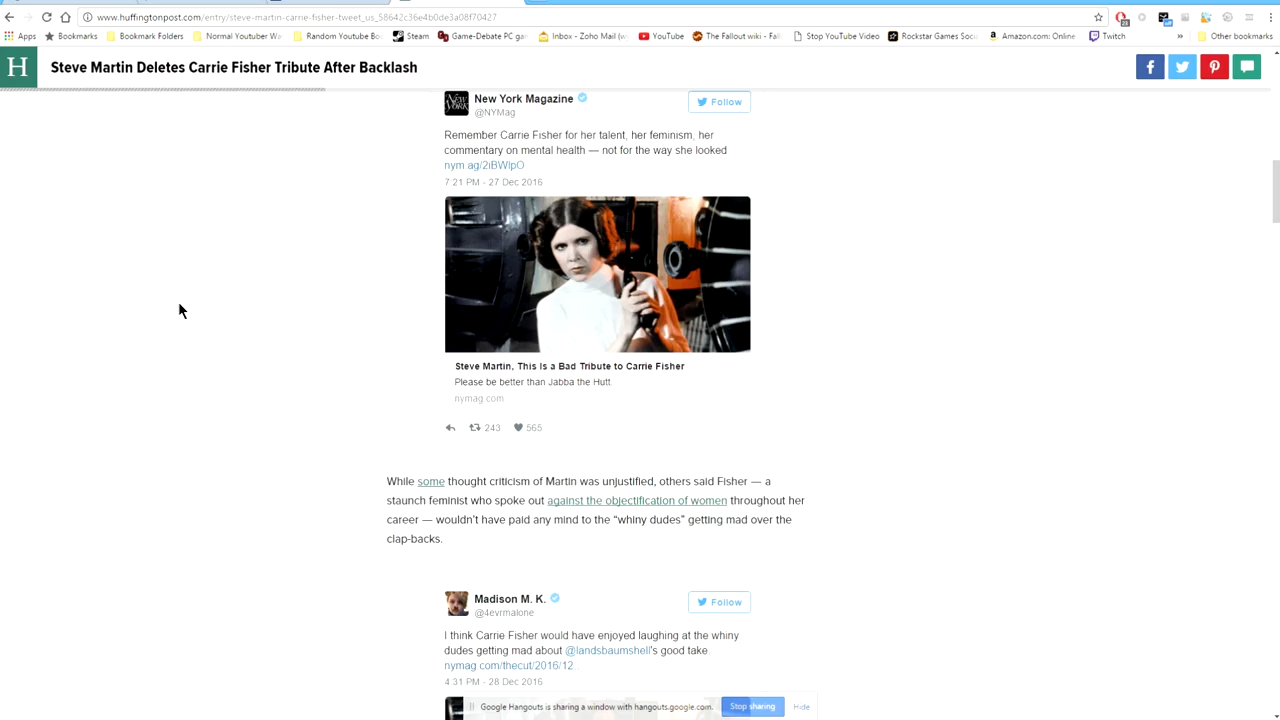 www.huffingtonpost.com/entry/steve-martin-carrie-fisher-tweet_us_58642c36e4b0de3a08f70427
Apps Bookmarks Bookmark Folders Normal Youtuber Wa Random Youtube Bo Steam Game-Debate PC gam Inbox - Zoho Mail (w The Fallout wiki - Fall YouTube Stop YouTube Video Rockstar Games Soci Amazon.com: Online Twitch » Other bookmarks
H Steve Martin Deletes Carrie Fisher Tribute After Backlash
New York Magazine
Follow
@NYMag
Remember Carrie Fisher for her talent, her feminism, her
commentary on mental health — not for the way she looked
nym ag/2iBWlpO
7 21 PM - 27 Dec 2016
Steve Martin, This Is a Bad Tribute to Carrie Fisher
Please be better than Jabba the Hutt
nymag com
243 565
While some thought criticism of Martin was unjustified, others said Fisher — a
staunch feminist who spoke out against the objectification of women throughout her
career — wouldn't have paid any mind to the “whiny dudes” getting mad over the
clap-backs.
Madison M. K.
Follow
@4evrmalone
I think Carrie Fisher would have enjoyed laughing at the whiny
dudes getting mad about @landsbaumshell's good take
nymag com/thecut/2016/12
4 31 PM - 28 Dec 2016
Google Hangouts is sharing a window with hangouts.google.com. Stop sharing Hide